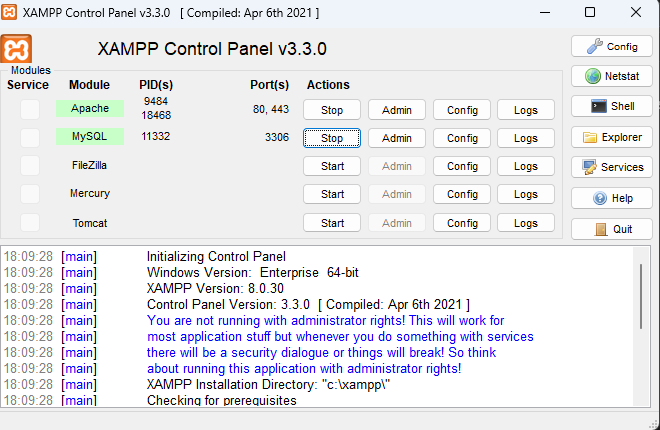 XAMPP Control Panel v3.3.0 [ Compiled: Apr 6th 2021 ]
XAMPP Control Panel v3.3.0
Config
Modules
Service Module PID(s) Port(s) Actions
Netstat
Apache 9484 18468 80, 443 Stop Admin Config Logs
Shell
MySQL 11332 3306 Stop Admin Config Logs
Explorer
FileZilla Start Admin Config Logs
Services
Mercury Start Admin Config Logs
Help
Tomcat Start Admin Config Logs
Quit
18:09:28 [main] Initializing Control Panel
18:09:28 [main] Windows Version: Enterprise 64-bit
18:09:28 [main] XAMPP Version: 8.0.30
18:09:28 [main] Control Panel Version: 3.3.0 [ Compiled: Apr 6th 2021 ]
18:09:28 [main] You are not running with administrator rights! This will work for
18:09:28 [main] most application stuff but whenever you do something with services
18:09:28 [main] there will be a security dialogue or things will break! So think
18:09:28 [main] about running this application with administrator rights!
18:09:28 [main] XAMPP Installation Directory: "c:\xampp\"
18:09:28 [main] Checking for prerequisites